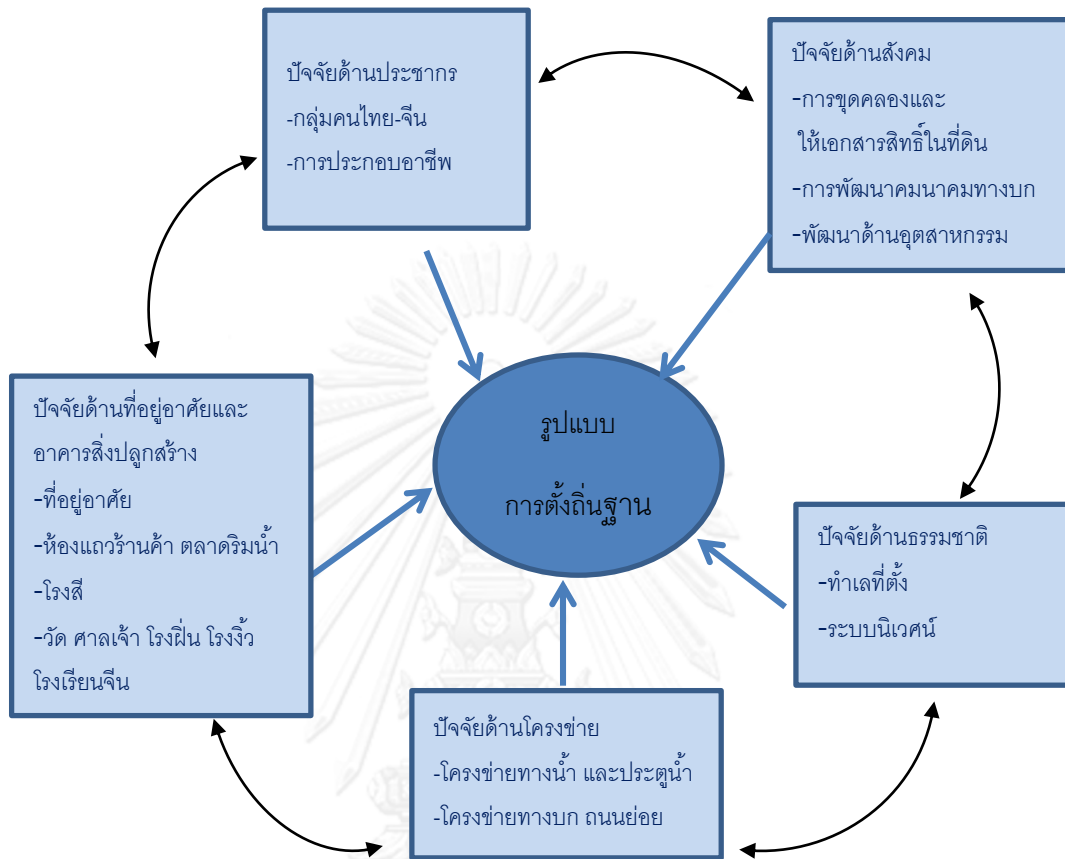 ปัจจัยด้านประชากร
-กลุ่มคนไทย-จีน
-การประกอบอาชีพ
ปัจจัยด้านสังคม
-การขุดคลองและ
ให้เอกสารสิทธิ์ในที่ดิน
-การพัฒนาคมนาคมทางบก
-พัฒนาด้านอุตสาหกรรม
ปัจจัยด้านที่อยู่อาศัยและ
อาคารสิ่งปลูกสร้าง
-ที่อยู่อาศัย
-ห้องแถวร้านค้า ตลาดริมน้ำ
-โรงสี
-วัด ศาลเจ้า โรงฝิ่น โรงงิ้ว
โรงเรียนจีน
รูปแบบ
การตั้งถิ่นฐาน
ปัจจัยด้านธรรมชาติ
-ทำเลที่ตั้ง
-ระบบนิเวศน์
ปัจจัยด้านโครงข่าย
-โครงข่ายทางน้ำ และประตูน้ำ
-โครงข่ายทางบก ถนนย่อย